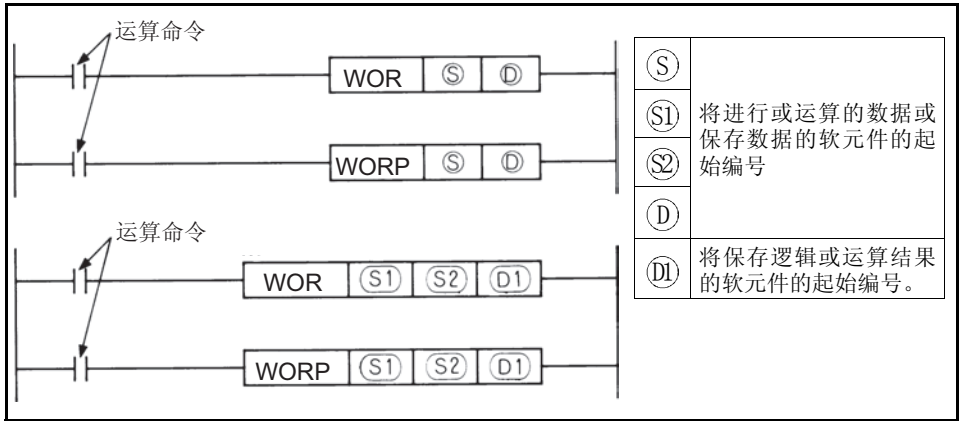 运算命令
WOR Ⓢ Ⓓ
WORP Ⓢ Ⓓ
运算命令
WOR (S1) (S2) (D1)
WORP (S1) (S2) (D1)
Ⓢ
(S1)
(S2)
Ⓓ
将进行或运算的数据或
保存数据的软元件的起
始编号
(D1)
将保存逻辑或运算结果
的软元件的起始编号。